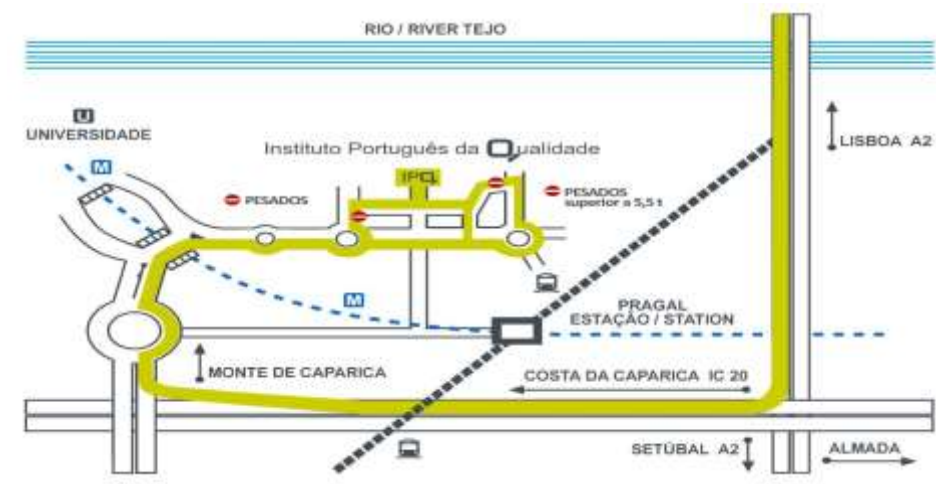 RIO / RIVER TEJO
U
UNIVERSIDADE
LISBOA A2
Instituto Português da Qualidade
M
IPQ
PESADOS
PESADOS
superior a 5,5 t
M
PRAGAL
ESTAÇÃO / STATION
MONTE DE CAPARICA
COSTA DA CAPARICA IC 20
SETÚBAL A2
ALMADA